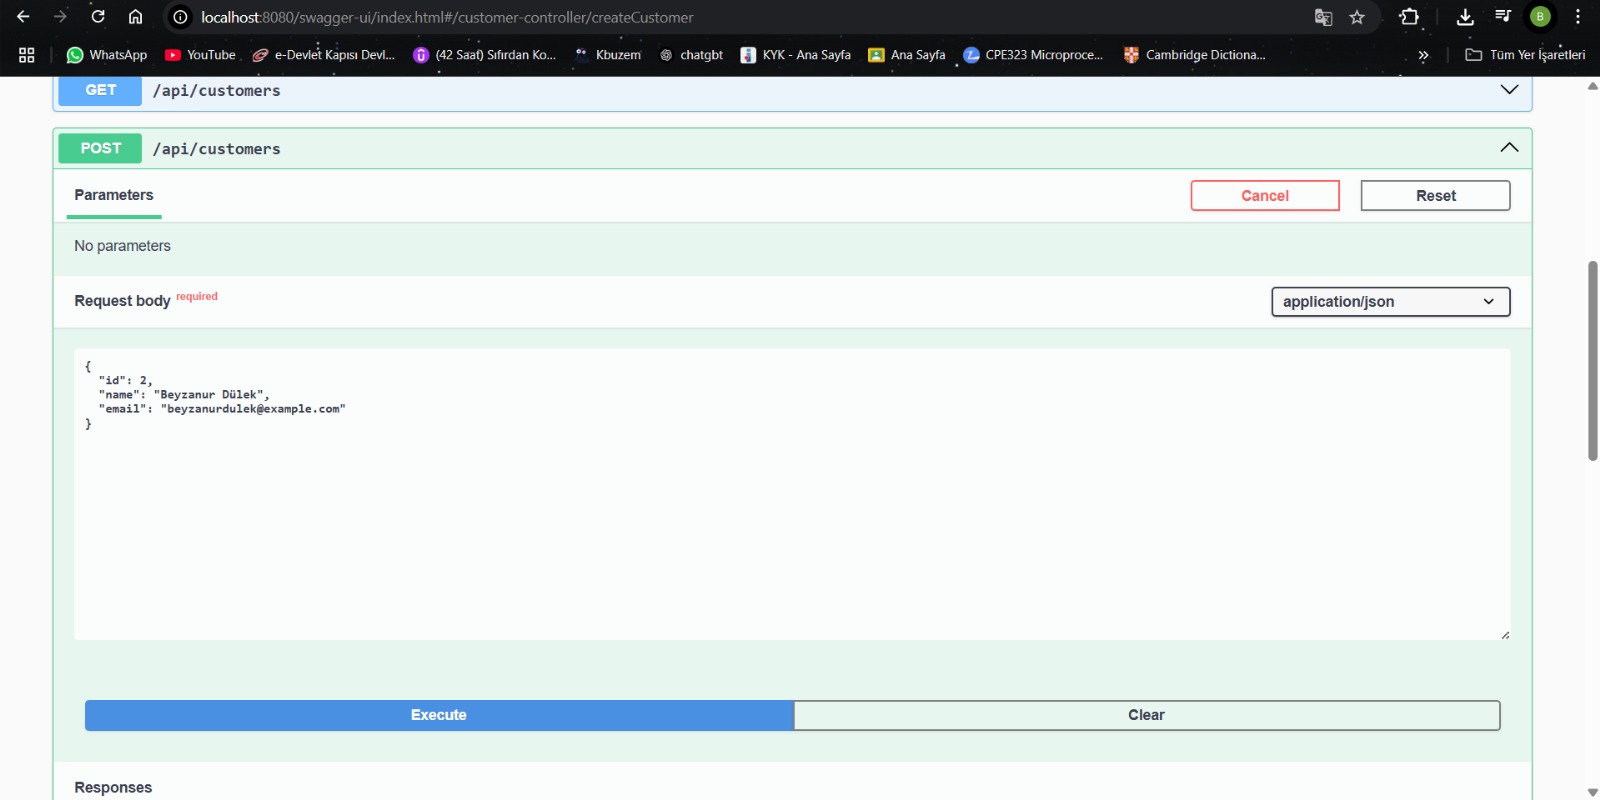 localhost:8080/swagger-ui/index.html#/customer-controller/createCustomer
B
WhatsApp YouTube e-Devlet Kapısı Devl... (42 Saat) Sıfırdan Ko... Kbuzem chatgbt KYK - Ana Sayfa Ana Sayfa CPE323 Microproce... Cambridge Dictiona... » Tüm Yer İşaretleri
GET /api/customers
POST /api/customers
Parameters Cancel Reset
No parameters
Request body required application/json
{
"id": 2,
"name": "Beyzanur Dülek",
"email": "beyzanurdulek@example.com"
}
Execute Clear
Responses